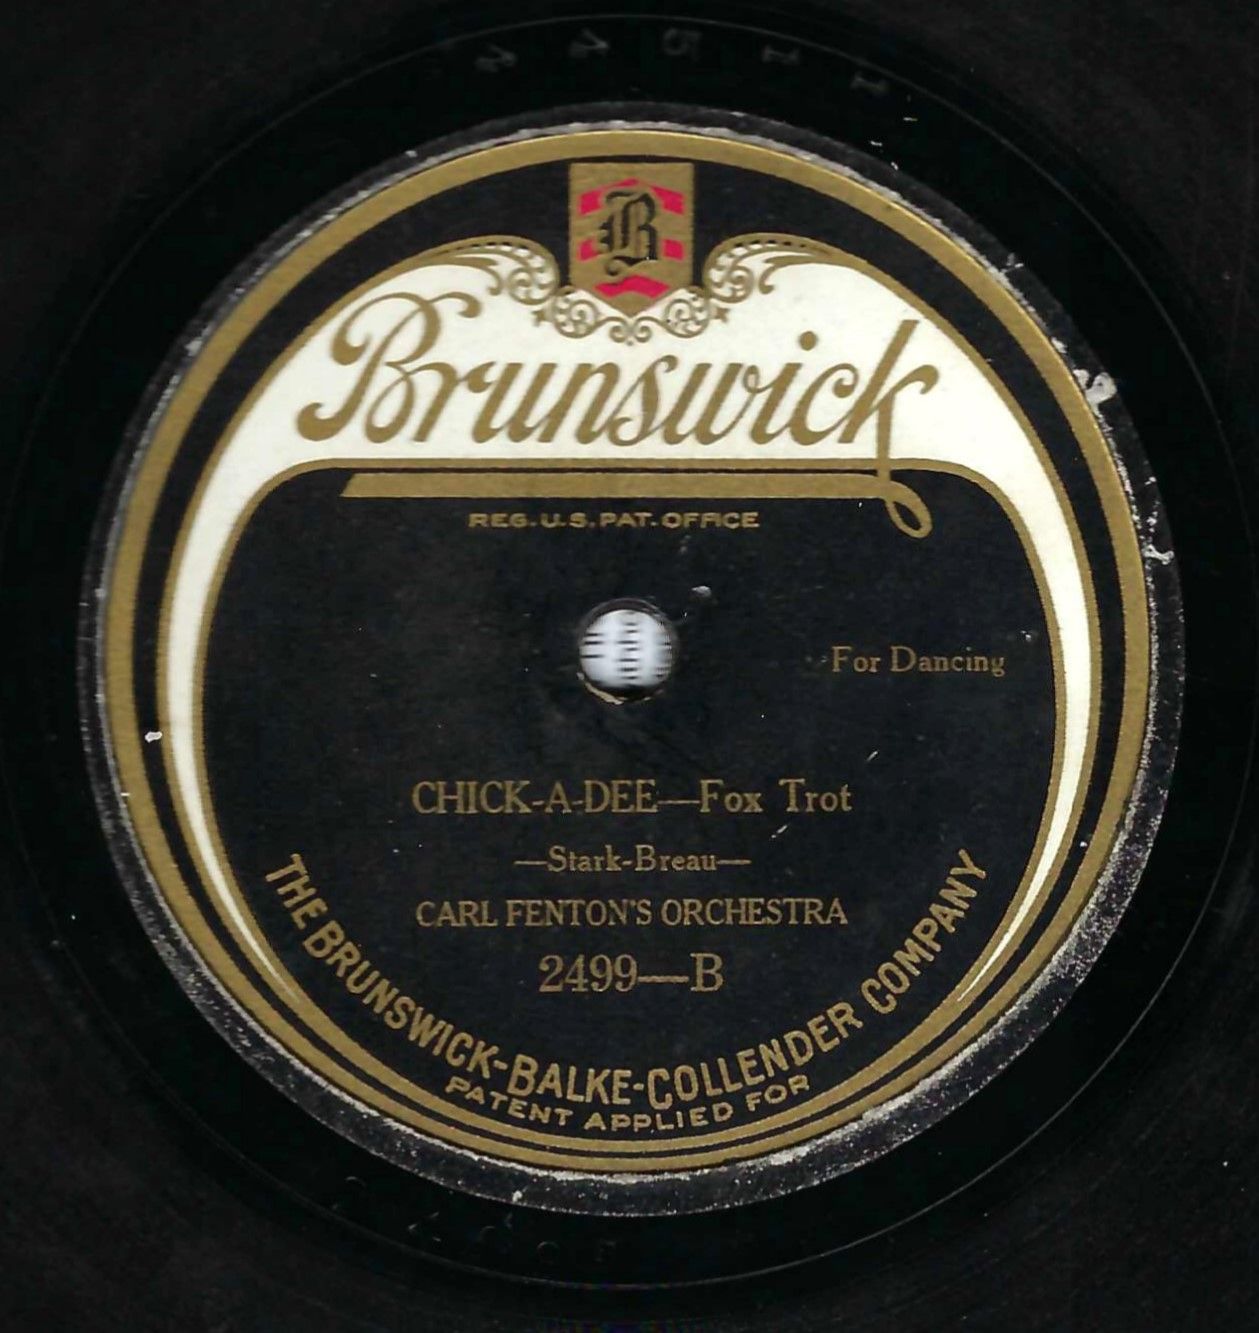 B
Brunswick
REG. U.S. PAT. OFFICE
For Dancing
CHICK-A-DEE—Fox Trot
—Stark-Breau—
CARL FENTON'S ORCHESTRA
2499—B
THE BRUNSWICK-BALKE-COLLENDER COMPANY
PATENT APPLIED FOR